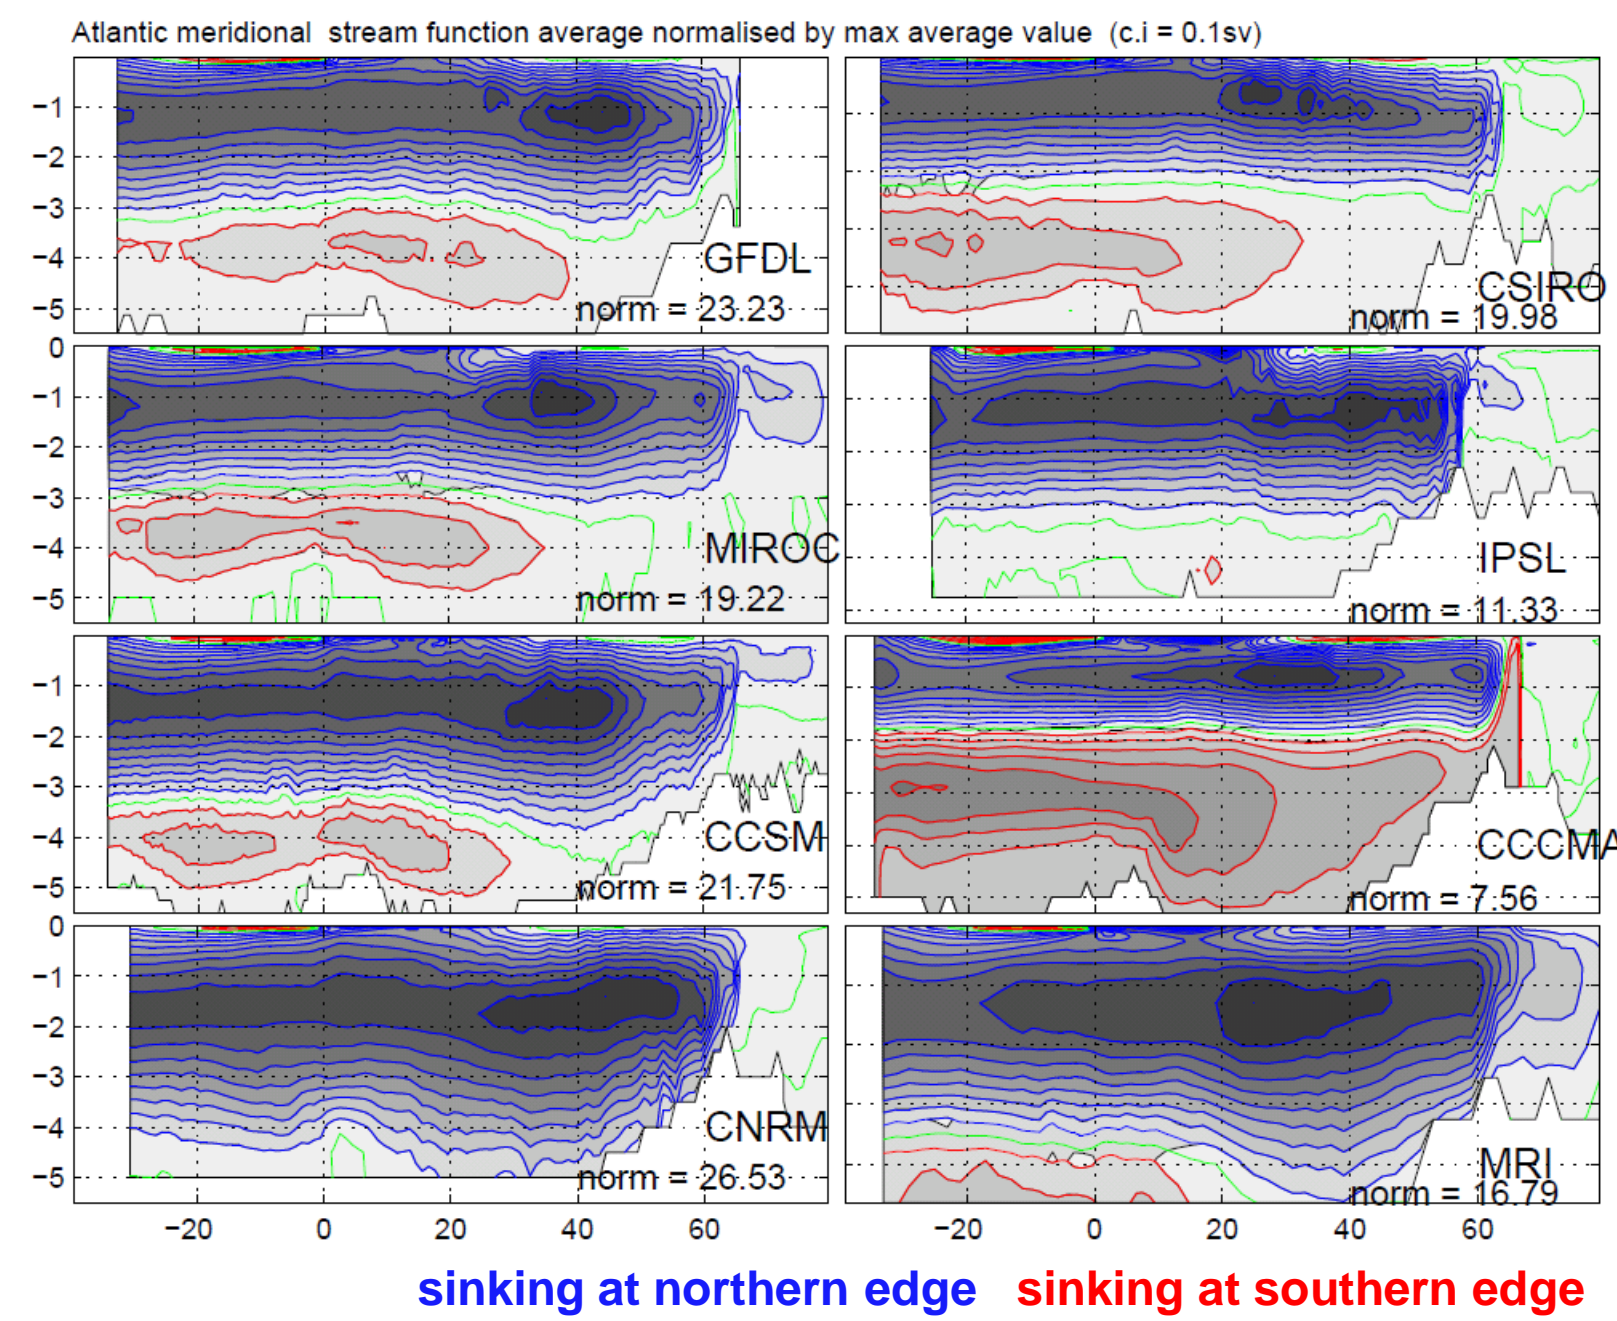 Atlantic meridional stream function average normalised by max average value (c.i = 0.1sv)
−1
−2
−3
−4
−5
GFDL
norm = 23.23
CSIRO
norm = 19.98
0
−1
−2
−3
−4
−5
MIROC
norm = 19.22
IPSL
norm = 11.33
−1
−2
−3
−4
−5
CCSM
norm = 21.75
CCCMA
norm = 7.56
0
−1
−2
−3
−4
−5
CNRM
norm = 26.53
MRI
norm = 16.79
−20 0 20 40 60 −20 0 20 40 60
sinking at northern edge sinking at southern edge